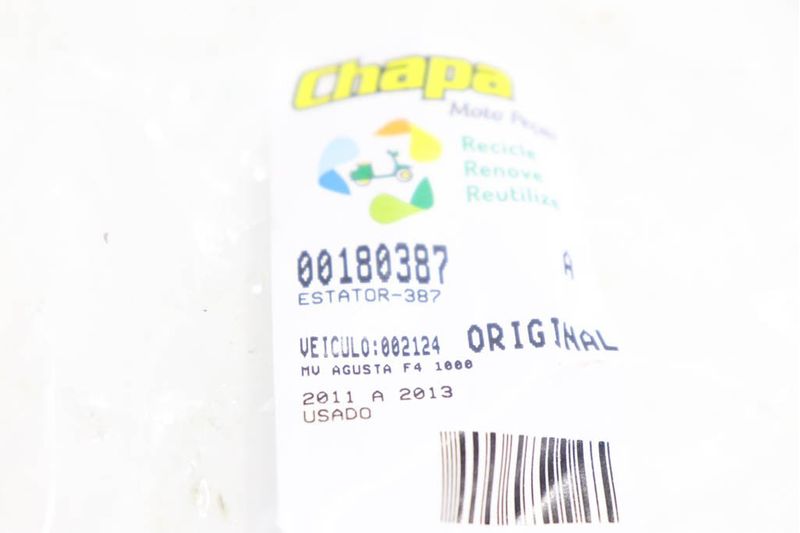 Chapa
Moto Peças
Recicle
Renove
Reutilize
00180387 A
ESTATOR-387
VEICULO:002124 ORIGINAL
MV AGUSTA F4 1000
2011 A 2013
USADO